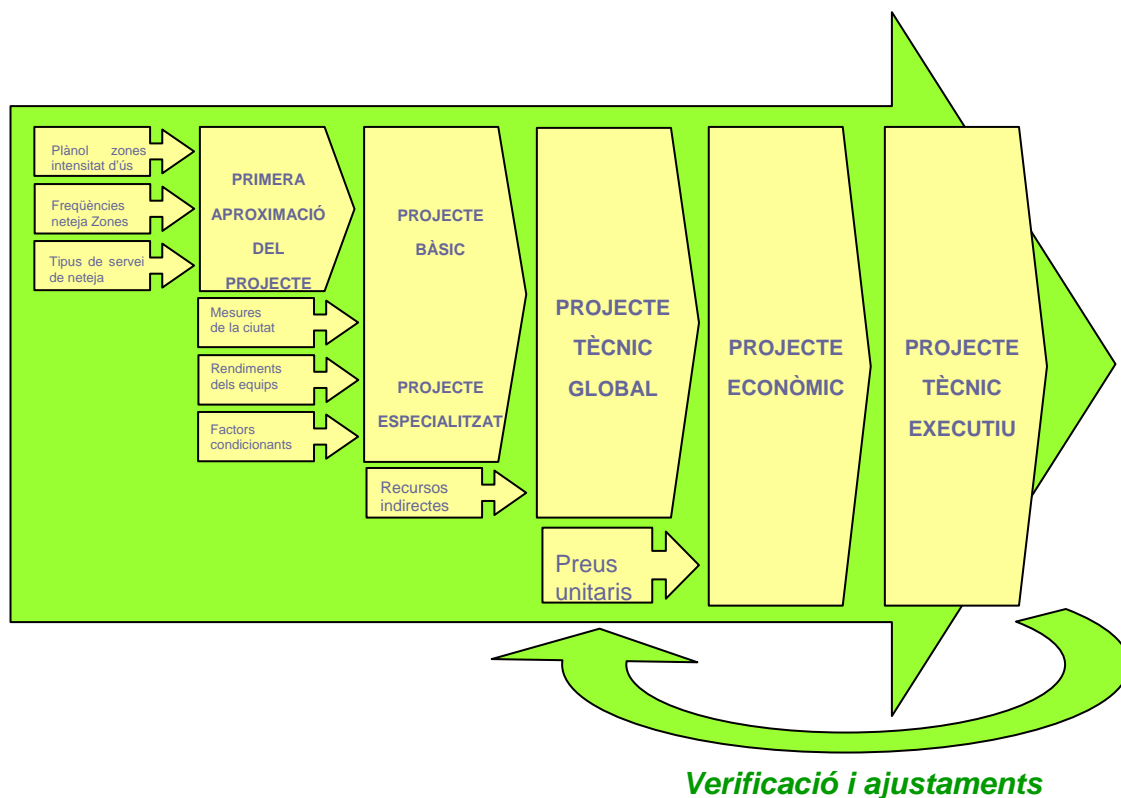 Plànol zones
intensitat d'ús
Freqüències
neteja Zones
Tipus de servei
de neteja
PRIMERA
APROXIMACIÓ
DEL
PROJECTE
Mesures
de la ciutat
Rendiments
dels equips
Factors
condicionants
PROJECTE
BÀSIC
PROJECTE
ESPECIALITZAT
Recursos
indirectes
PROJECTE
TÈCNIC
GLOBAL
Preus
unitaris
PROJECTE
ECONÒMIC
PROJECTE
TÈCNIC
EXECUTIU
Verificació i ajustaments